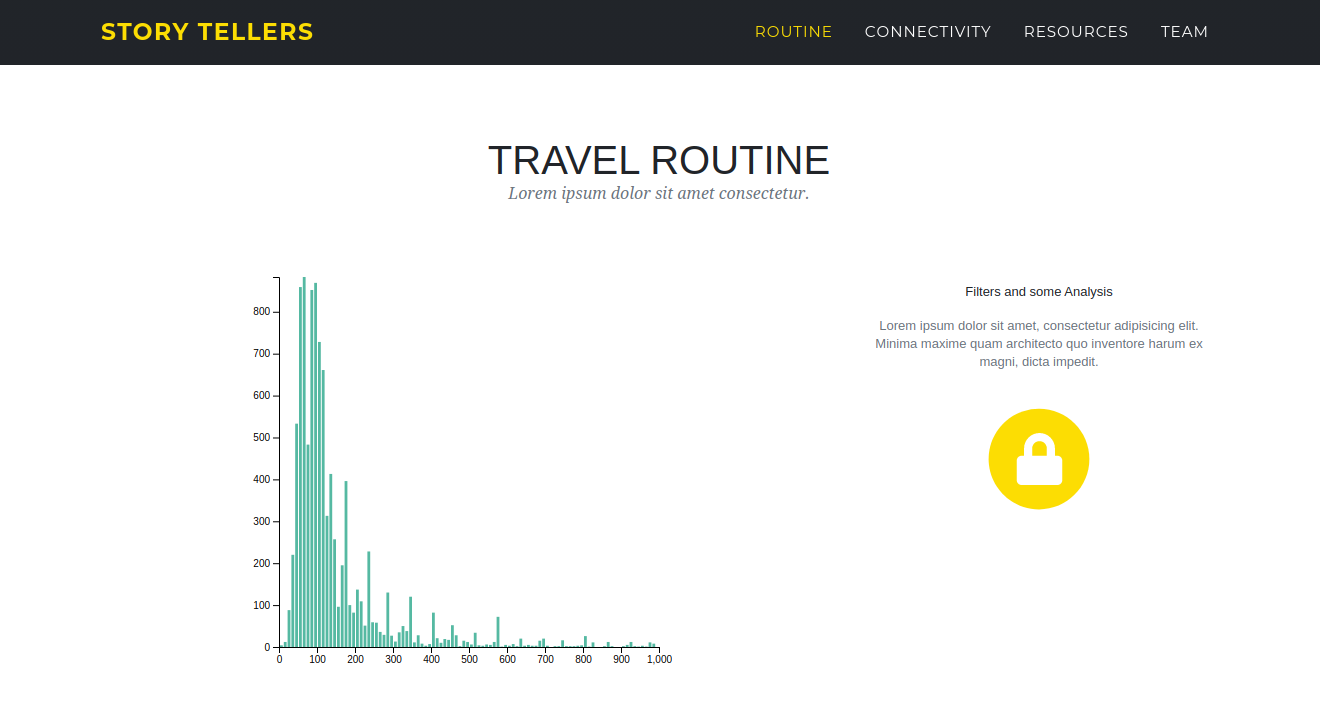 STORY TELLERS
ROUTINE CONNECTIVITY RESOURCES TEAM
TRAVEL ROUTINE
Lorem ipsum dolor sit amet consectetur.
800
700
600
500
400
300
200
100
0
0 100 200 300 400 500 600 700 800 900 1,000
Filters and some Analysis
Lorem ipsum dolor sit amet, consectetur adipisicing elit.
Minima maxime quam architecto quo inventore harum ex
magni, dicta impedit.